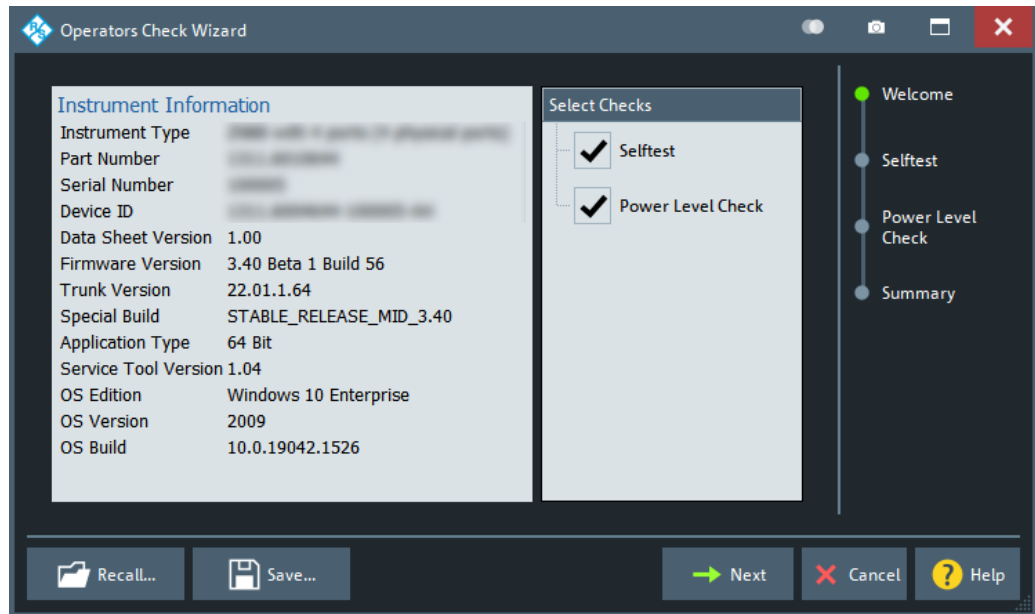 Operators Check Wizard
Instrument Information
Instrument Type
Part Number
Serial Number
Device ID
Data Sheet Version 1.00
Firmware Version 3.40 Beta 1 Build 56
Trunk Version 22.01.1.64
Special Build STABLE_RELEASE_MID_3.40
Application Type 64 Bit
Service Tool Version 1.04
OS Edition Windows 10 Enterprise
OS Version 2009
OS Build 10.0.19042.1526
Select Checks
Selftest
Power Level Check
Welcome
Selftest
Power Level
Check
Summary
Recall...
Save...
Next
Cancel
? Help